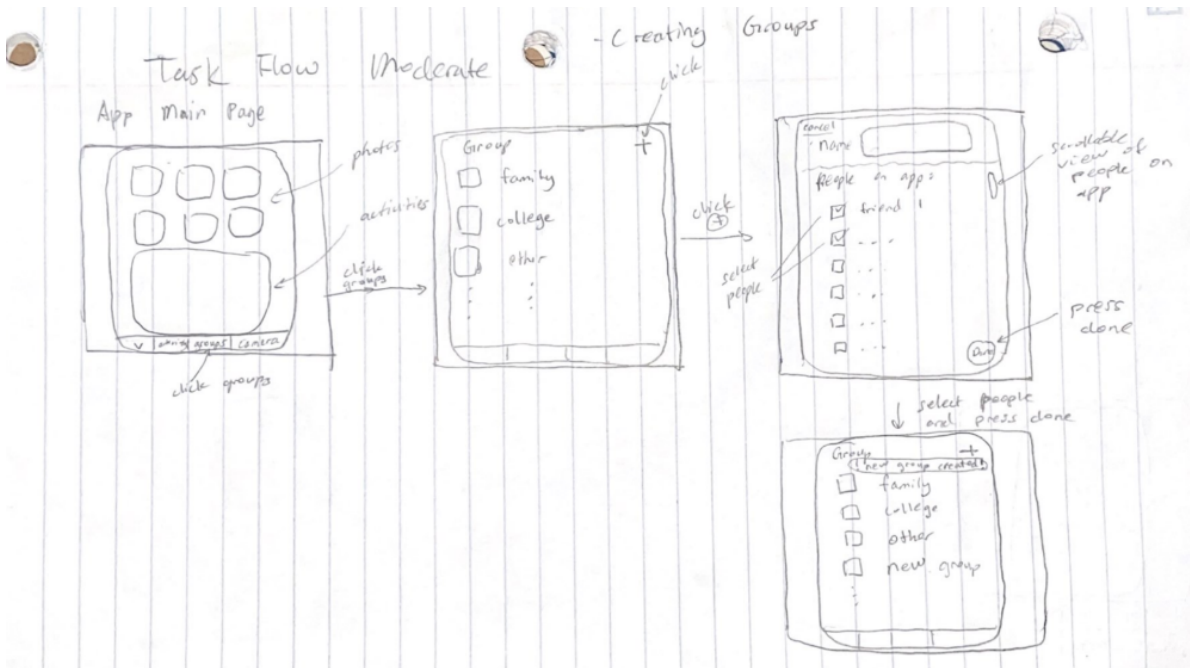 - Creating Groups
Task Flow Moderate
click
App Main Page
photos
activities
groups
camera
click groups
click
groups
Group
+
family
college
other
click
+
cancel
name
People on app:
friend 1
...
...
...
...
...
Done
select
people
scrollable
view of
people on
app
press
done
select people
and press done
Group
+
! new group created!
family
college
other
new group